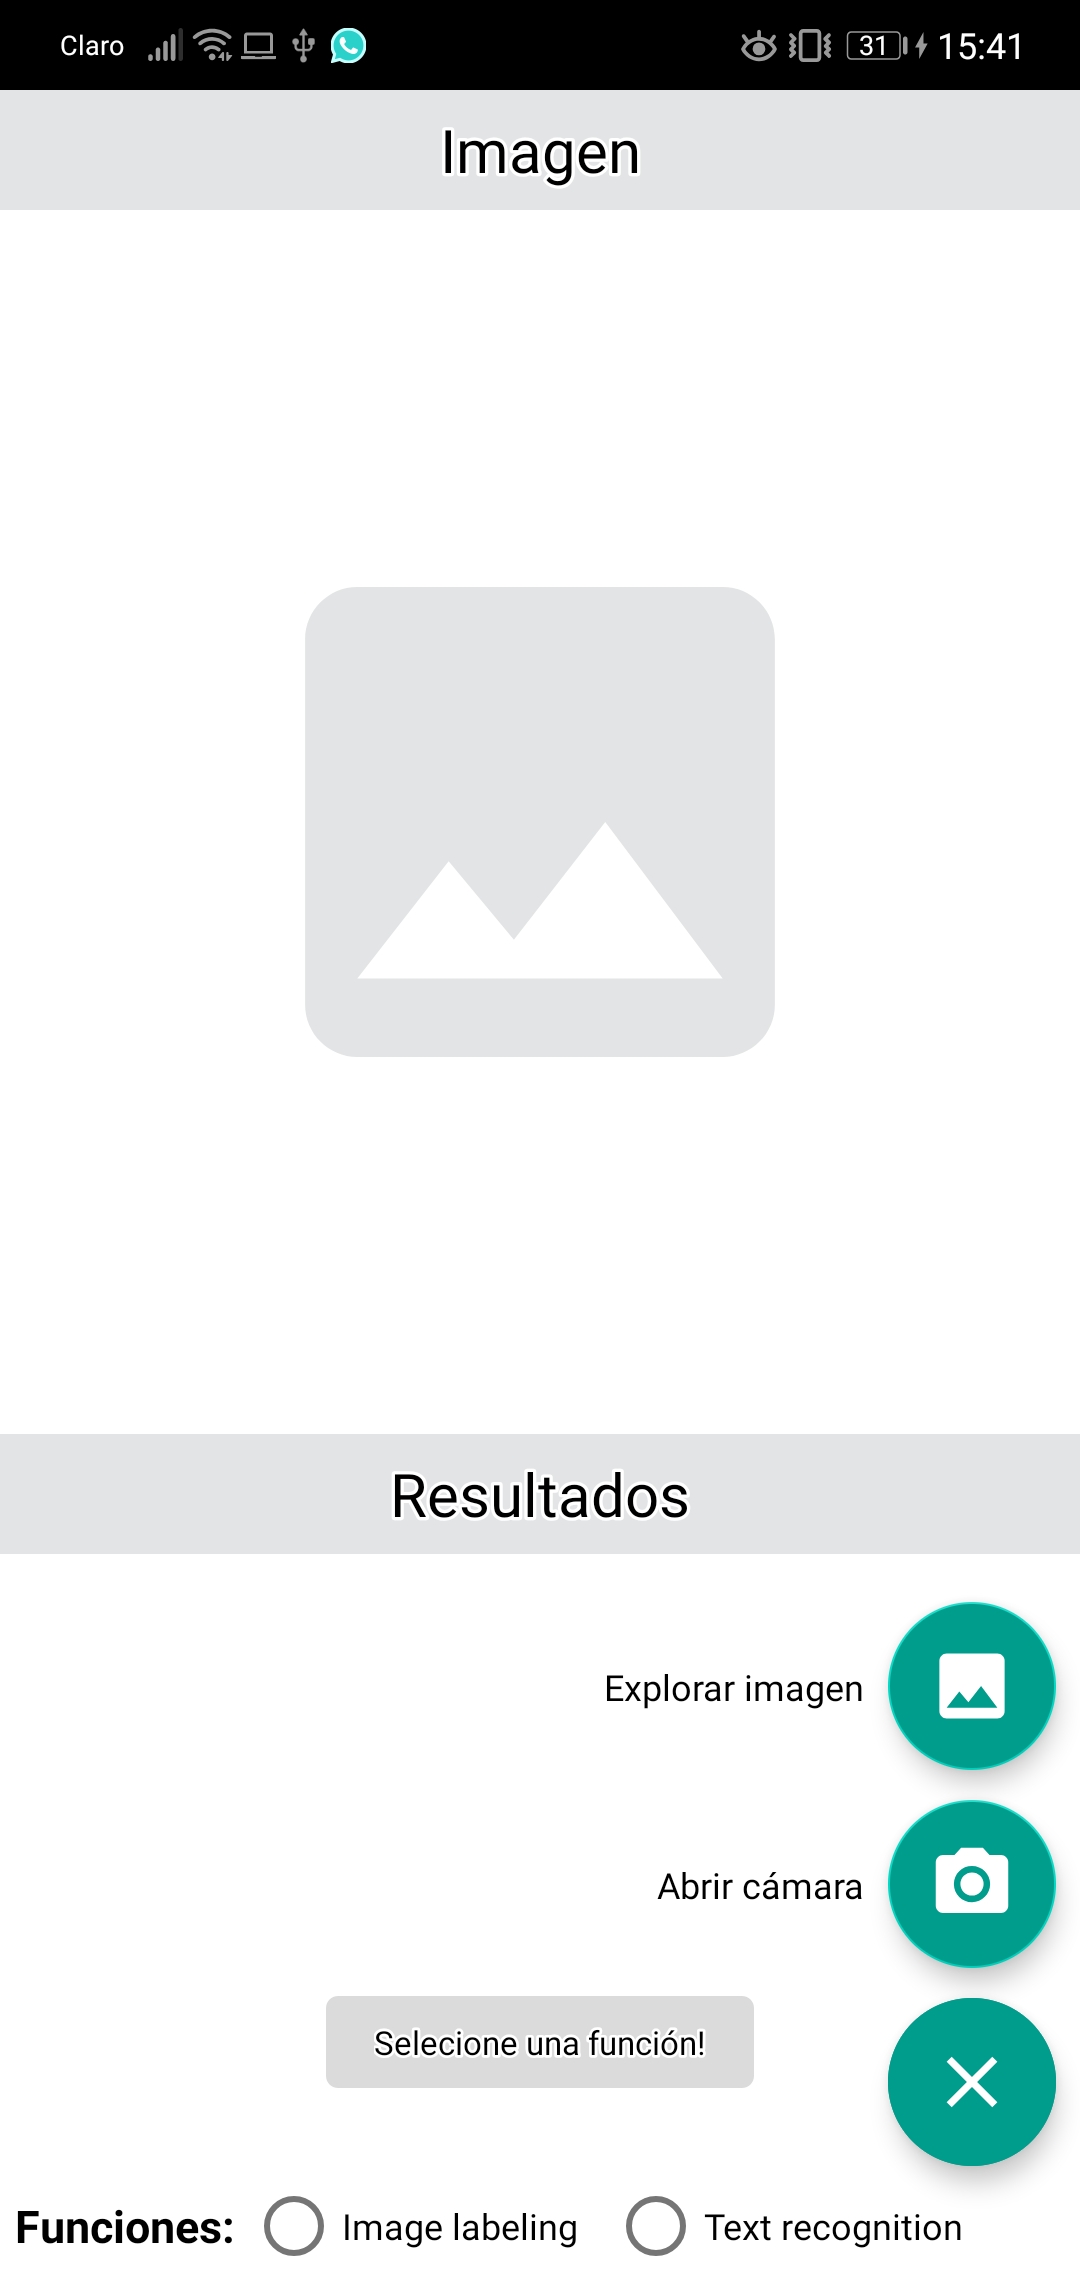 Claro 31 15:41
Imagen
Resultados
Explorar imagen
Abrir cámara
Selecione una función!
Funciones: Image labeling Text recognition